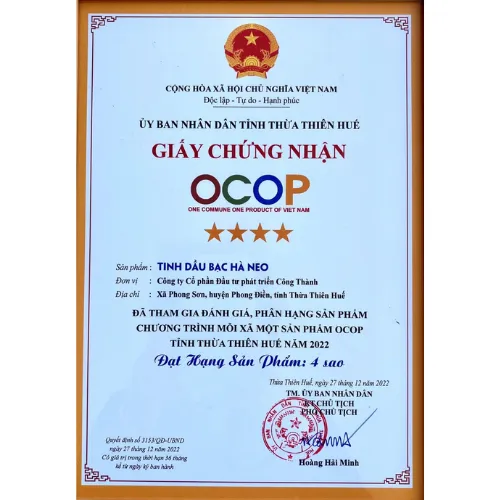 CỘNG HÒA XÃ HỘI CHỦ NGHĨA VIỆT NAM
Độc lập - Tự do - Hạnh phúc
ỦY BAN NHÂN DÂN TỈNH THỪA THIÊN HUẾ
GIẤY CHỨNG NHẬN
OCOP
ONE COMMUNE ONE PRODUCT OF VIET NAM
Sản phẩm : TINH DẦU BẠC HÀ NEO
Đơn vị : Công ty Cổ phần Đầu tư phát triển Công Thành
Địa chỉ : Xã Phong Sơn, huyện Phong Điền, tỉnh Thừa Thiên Huế
ĐÃ THAM GIA ĐÁNH GIÁ, PHÂN HẠNG SẢN PHẨM
CHƯƠNG TRÌNH MỖI XÃ MỘT SẢN PHẨM OCOP
TỈNH THỪA THIÊN HUẾ NĂM 2022
Đạt Hạng Sản Phẩm: 4 sao
Thừa Thiên Huế, ngày 27 tháng 12 năm 2022
TM. ỦY BAN NHÂN DÂN
KT.CHỦ TỊCH
PHÓ CHỦ TỊCH
Quyết định số 3153/QĐ-UBND
ngày 27 tháng 12 năm 2022
Có giá trị trong thời hạn 36 tháng
kể từ ngày ký ban hành
Hoàng Hải Minh